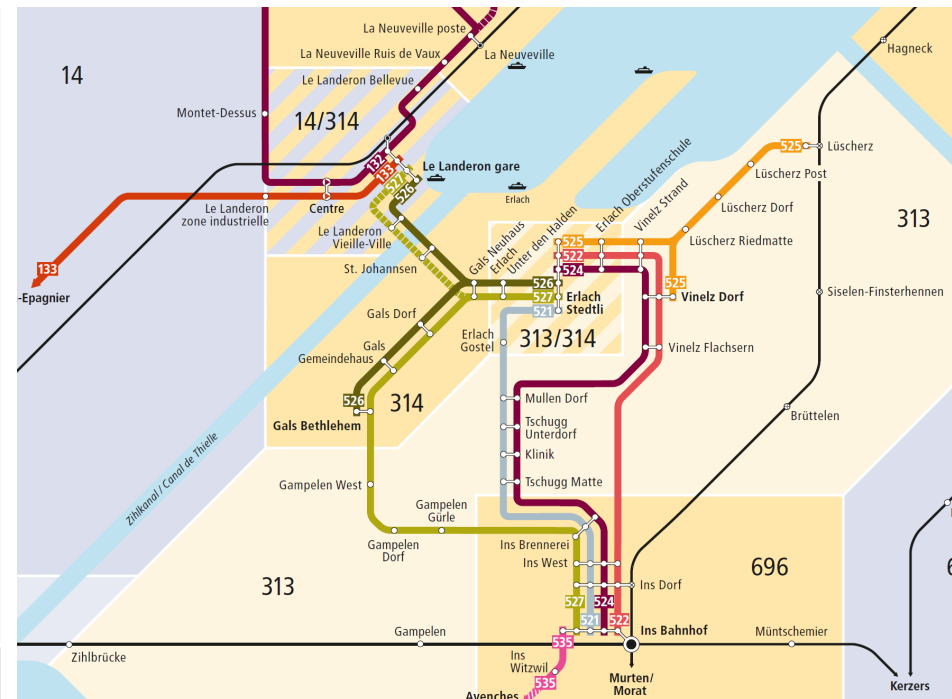 La Neuveville poste
La Neuveville Ruis de Vaux
La Neuveville
Hagneck
14
Le Landeron Bellevue
Montet-Dessus
14/314
132
133
527
526
Le Landeron gare
Erlach
525
Lüscherz
Lüscherz Post
Le Landeron
zone industrielle
Centre
Le Landeron
Vieille-Ville
St. Johannsen
Gals Neuhaus
Erlach
Unter den Halden
Erlach Oberstufenschule
Vinelz Strand
Lüscherz Dorf
Lüscherz Riedmatte
313
133
-Epagnier
525
522
524
526
527
521
Erlach
Stedtli
525
Vinelz Dorf
Siselen-Finsterhennen
Gals Dorf
Gals
Gemeindehaus
Erlach
Gostel
313/314
Vinelz Flachsern
526
314
Gals Bethlehem
Mullen Dorf
Brüttelen
Tschugg
Unterdorf
Klinik
Tschugg Matte
Zihlkanal / Canal de Thielle
Gampelen West
Gampelen
Gürle
Gampelen
Dorf
Ins Brennerei
Ins West
Ins Dorf
696
6
313
527
521
524
522
Gampelen
Zihlbrücke
535
Ins Bahnhof
Müntschemier
Ins
Witzwil
535
Avenches
Murten/
Morat
Kerzers